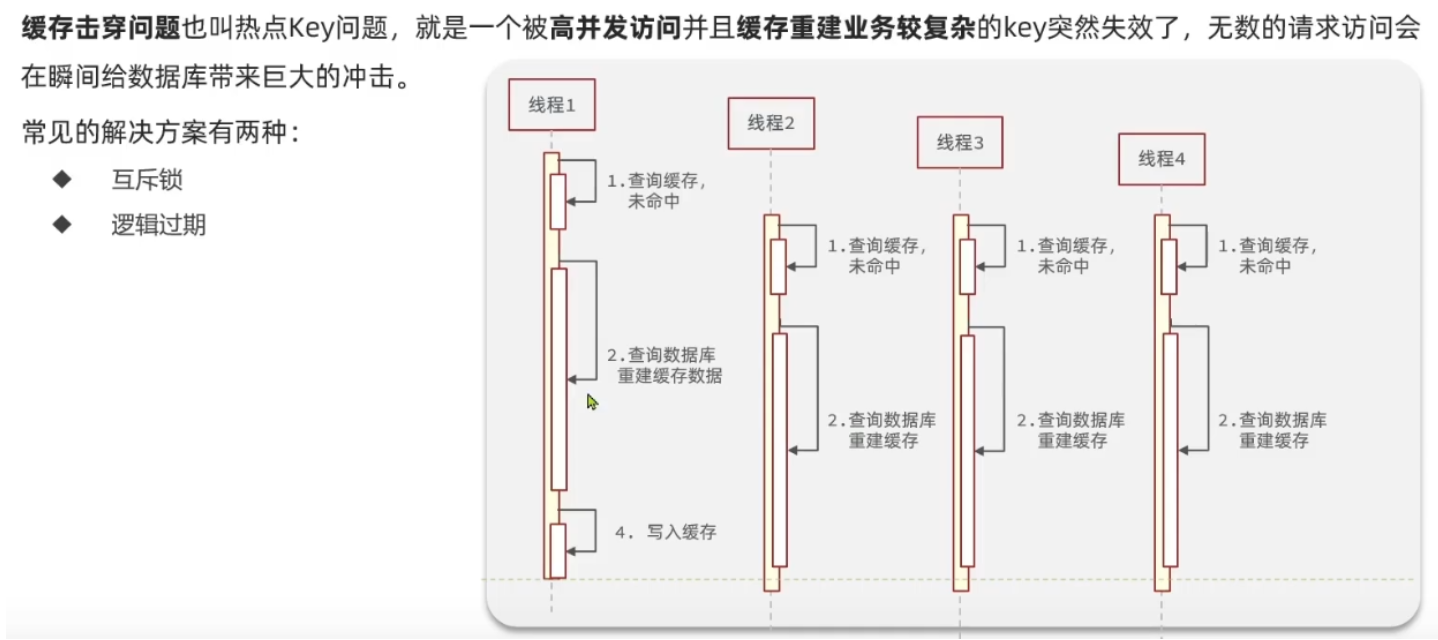 缓存击穿问题也叫热点Key问题，就是一个被高并发访问并且缓存重建业务较复杂的key突然失效了，无数的请求访问会
在瞬间给数据库带来巨大的冲击。
常见的解决方案有两种：
◆ 互斥锁
◆ 逻辑过期
线程1
1.查询缓存，
未命中
2.查询数据库
重建缓存数据
4. 写入缓存
线程2
1.查询缓存，
未命中
2.查询数据库
重建缓存
线程3
1.查询缓存，
未命中
2.查询数据库
重建缓存
线程4
1.查询缓存，
未命中
2.查询数据库
重建缓存